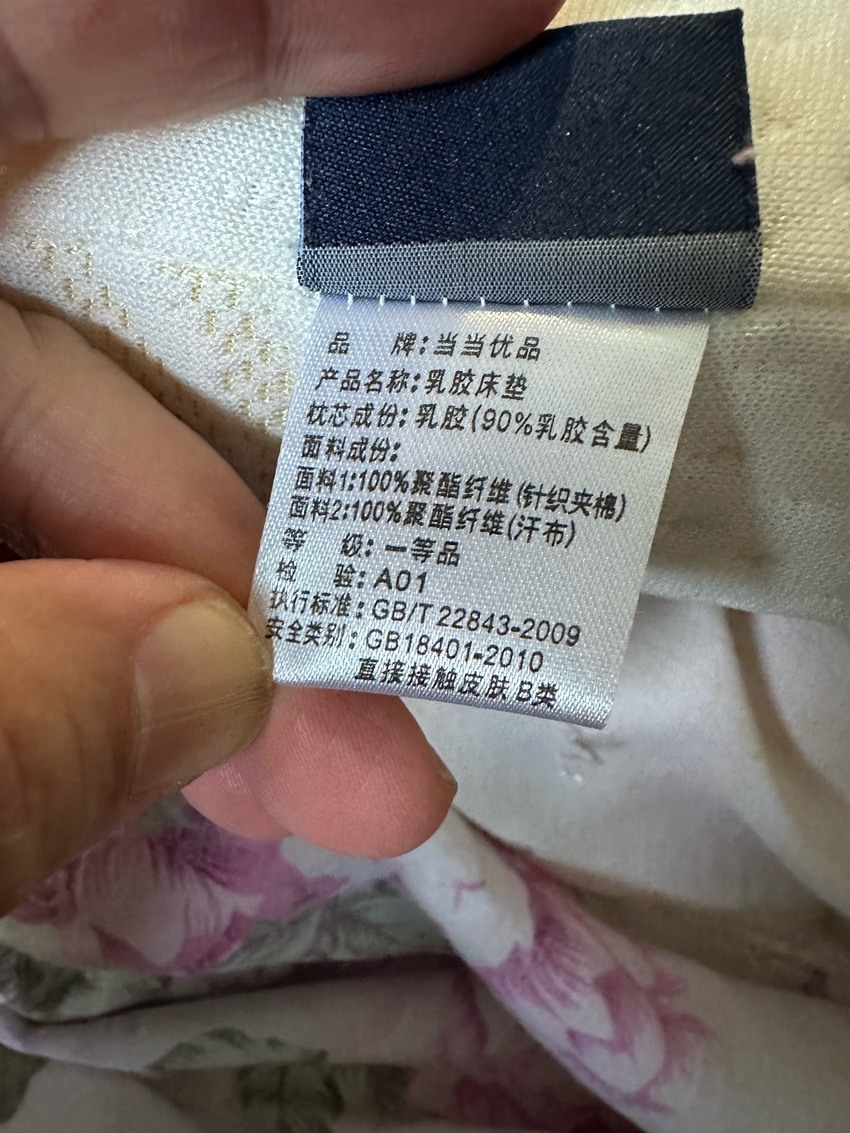 品　　牌:当当优品
产品名称:乳胶床垫
枕芯成份:乳胶(90%乳胶含量)
面料成份:
面料1:100%聚酯纤维(针织夹棉)
面料2:100%聚酯纤维(汗布)
等　　级:一等品
检　　验:A01
执行标准:GB/T 22843-2009
安全类别:GB18401-2010
直接接触皮肤B类